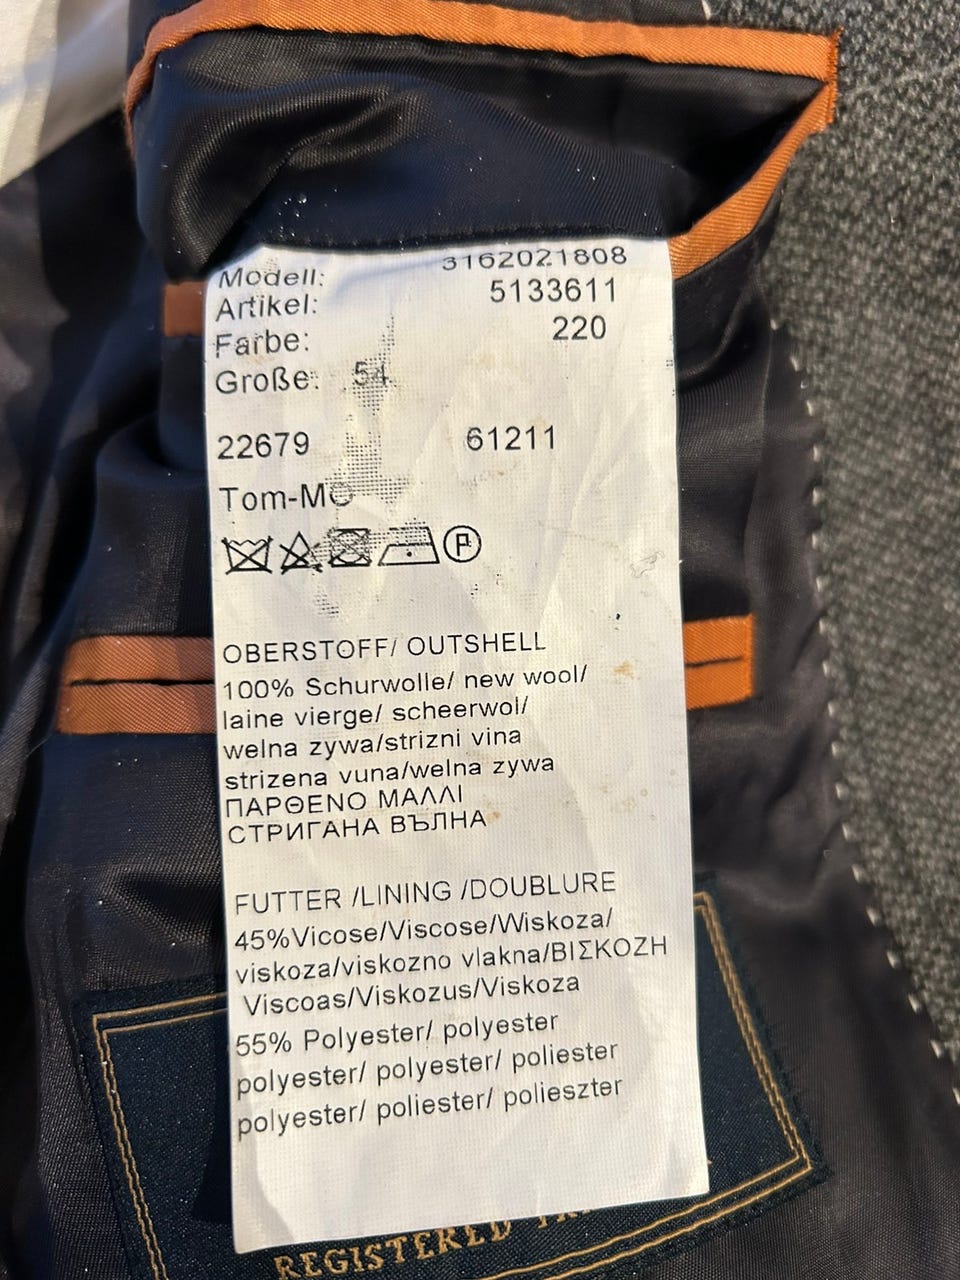 Modell: 3162021808
Artikel: 5133611
Farbe: 220
Große: 54
22679 61211
Tom-MC
P
OBERSTOFF/ OUTSHELL
100% Schurwolle/ new wool/
laine vierge/ scheerwol/
welna zywa/strizni vina
strizena vuna/welna zywa
ΠΑΡΘΕΝΟ ΜΑΛΛΙ
СТРИГАНА ВЪЛНА
FUTTER /LINING /DOUBLURE
45%Vicose/Viscose/Wiskoza/
viskoza/viskozno vlakna/ΒΙΣΚΟΖΗ
Viscoas/Viskozus/Viskoza
55% Polyester/ polyester
polyester/ polyester/ poliester
polyester/ poliester/ polieszter
REGISTERED